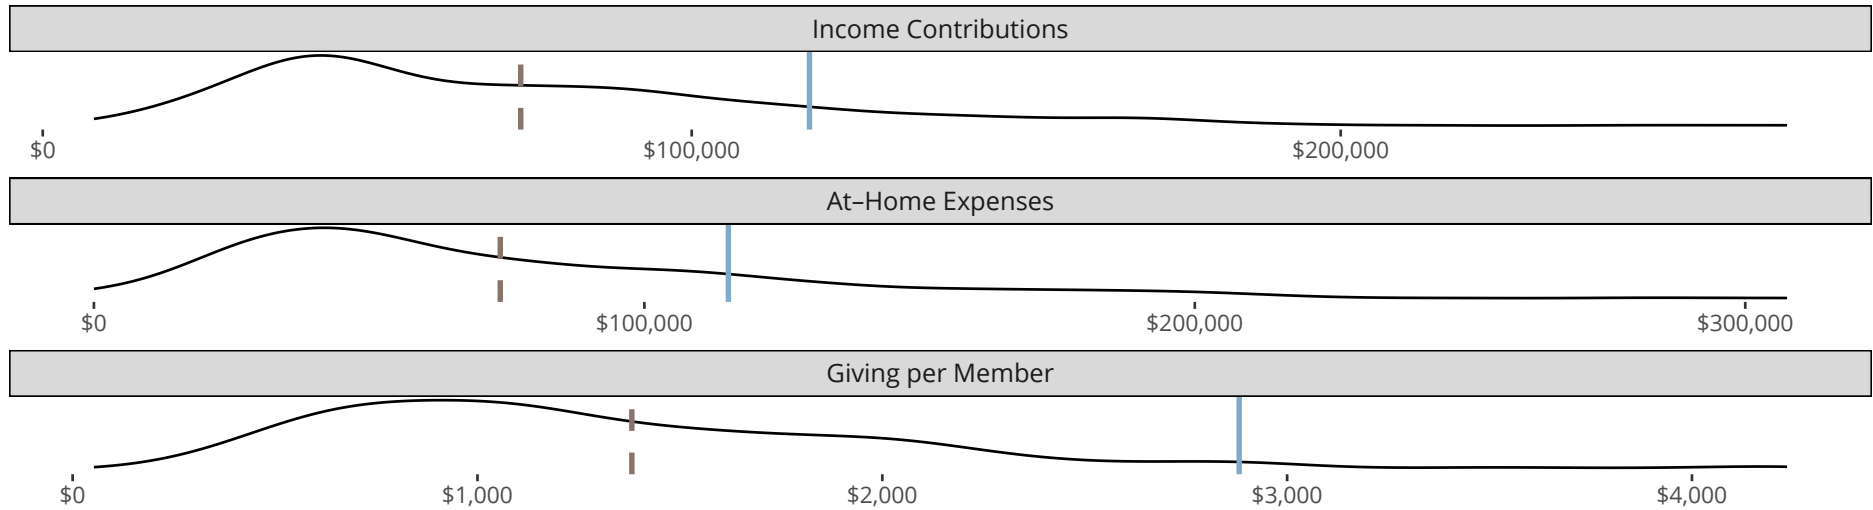 Income Contributions
$0 $100,000 $200,000
At–Home Expenses
$0 $100,000 $200,000 $300,000
Giving per Member
$0 $1,000 $2,000 $3,000 $4,000